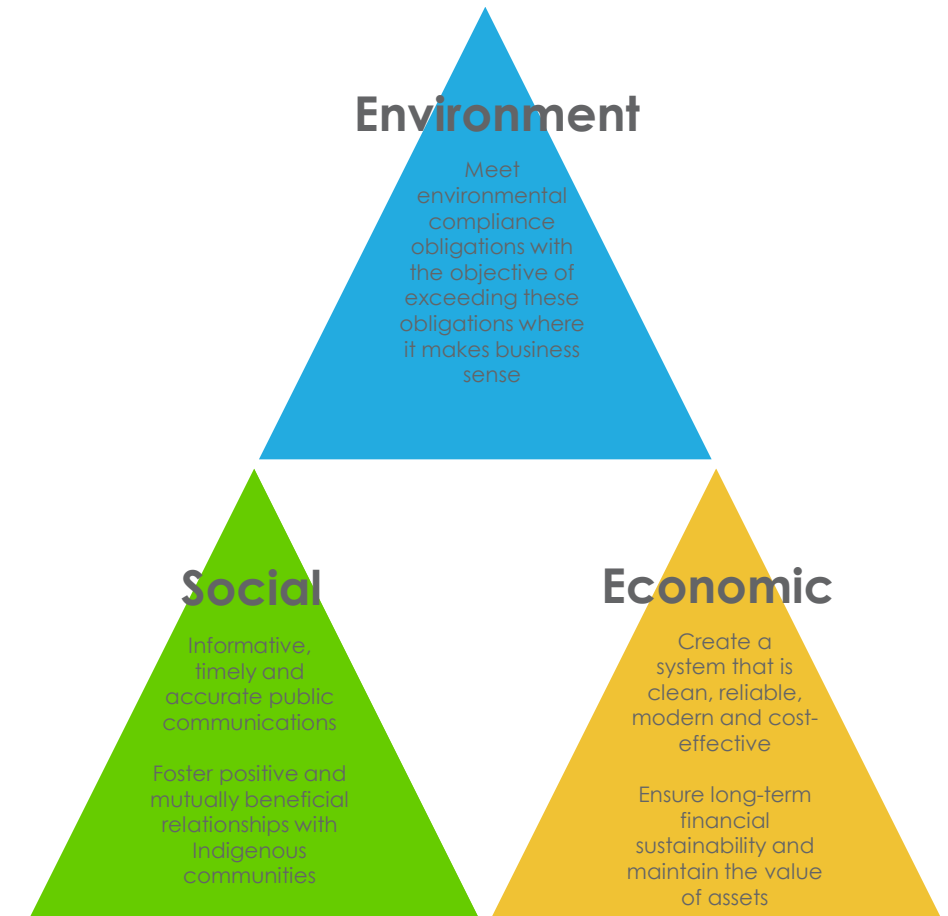 Environment
Meet
environmental
compliance
obligations with
the objective of
exceeding these
obligations where
it makes business
sense
Social
Informative,
timely and
accurate public
communications
Foster positive and
mutually beneficial
relationships with
Indigenous
communities
Economic
Create a
system that is
clean, reliable,
modern and cost-
effective
Ensure long-term
financial
sustainability and
maintain the value
of assets